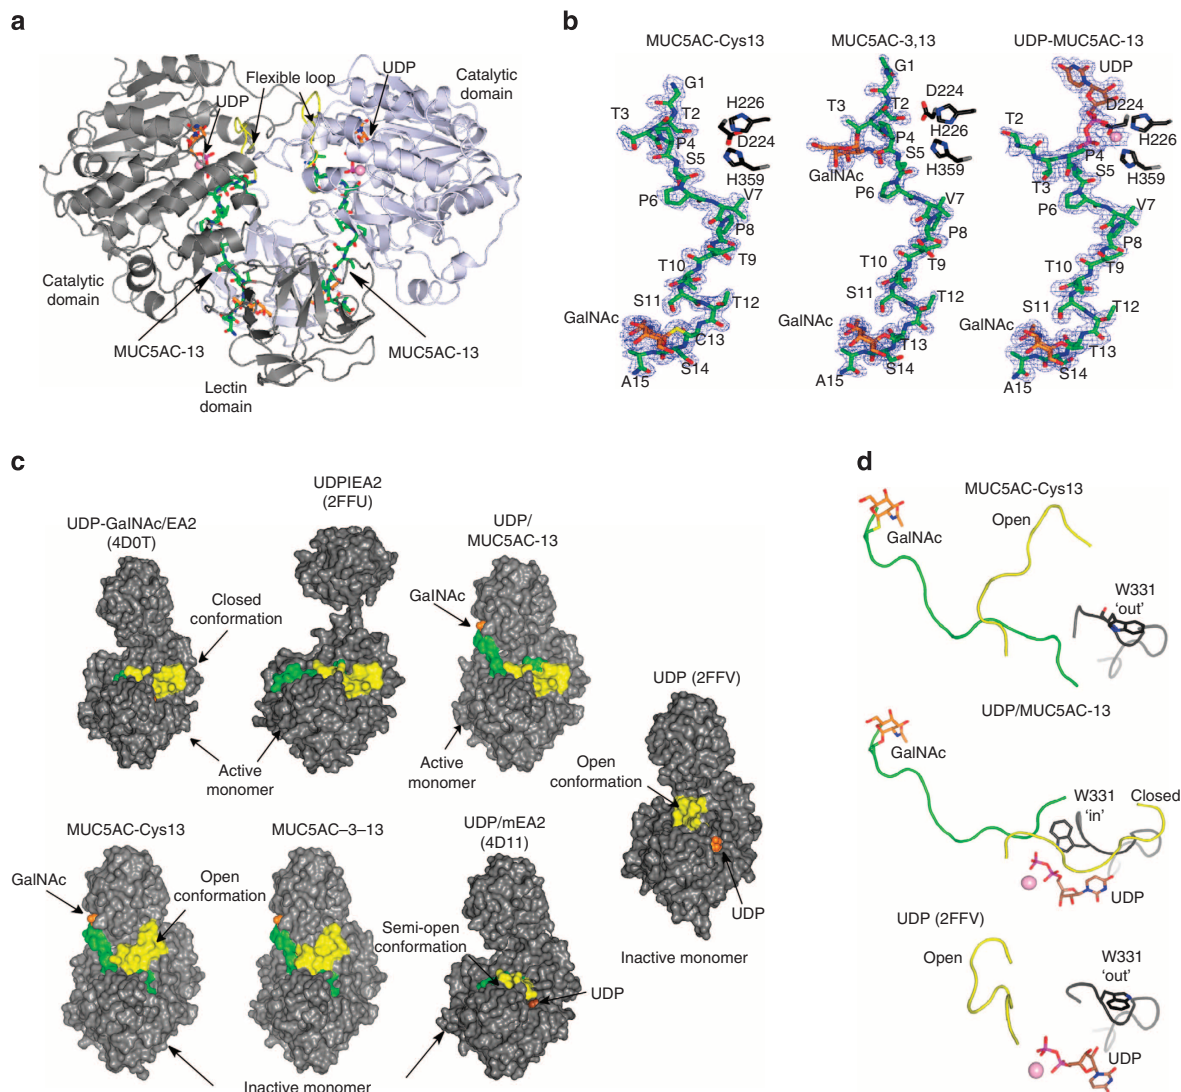 a
Flexible loop
UDP
UDP
Catalytic
domain
Catalytic
domain
MUC5AC-13
MUC5AC-13
Lectin
domain
b
MUC5AC-Cys13
G1
T3
T2
H226
P4
D224
S5
H359
P6
V7
P8
T10
T9
S11
T12
GalNAc
C13
S14
A15
MUC5AC-3,13
G1
D224
T3
T2
P4
H226
S5
GalNAc
H359
P6
V7
P8
T10
T9
S11
T12
GalNAc
T13
S14
A15
UDP-MUC5AC-13
UDP
D224
T2
H226
P4
S5
T3
H359
P6
V7
P8
T10
T9
S11
T12
GalNAc
T13
S14
A15
c
UDP-GalNAc/EA2
(4D0T)
Closed
conformation
UDPIEA2
(2FFU)
UDP/
MUC5AC-13
GalNAc
Active
monomer
Active
monomer
UDP (2FFV)
Open
conformation
UDP
Inactive monomer
MUC5AC-Cys13
GalNAc
Open
conformation
MUC5AC–3–13
UDP/mEA2
(4D11)
Semi-open
conformation
UDP
Inactive monomer
d
MUC5AC-Cys13
Open
GalNAc
W331
'out'
UDP/MUC5AC-13
GalNAc
W331
'in'
Closed
UDP
UDP (2FFV)
Open
W331
'out'
UDP